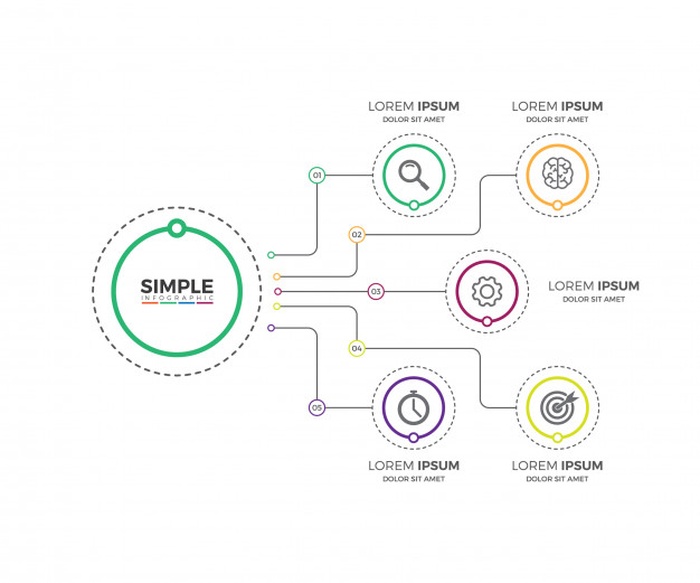 LOREM IPSUM
DOLOR SIT AMET
LOREM IPSUM
DOLOR SIT AMET
01
02
SIMPLE
INFOGRAPHIC
03
LOREM IPSUM
DOLOR SIT AMET
04
05
LOREM IPSUM
DOLOR SIT AMET
LOREM IPSUM
DOLOR SIT AMET